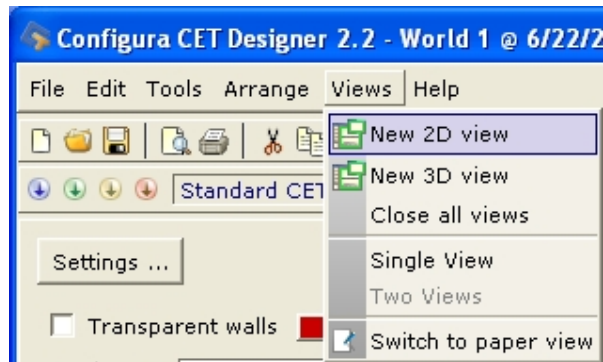 Configura CET Designer 2.2 - World 1 @ 6/22/2
File Edit Tools Arrange Views Help
New 2D view
New 3D view
Standard CET
Close all views
Settings ...
Single View
Two Views
Transparent walls
Switch to paper view